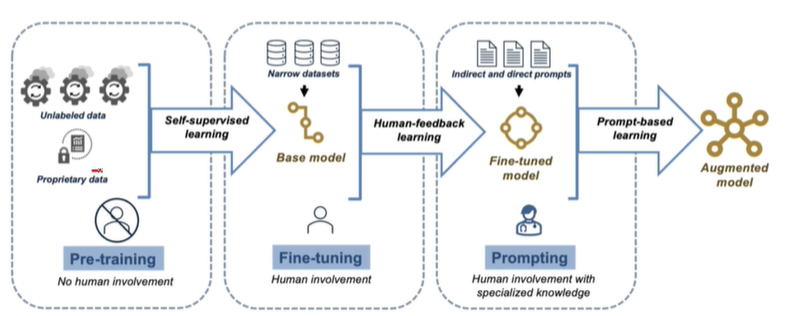 Unlabeled data
Proprietary data
Pre-training
No human involvement
Self-supervised
learning
Narrow datasets
Base model
Fine-tuning
Human involvement
Human-feedback
learning
Indirect and direct prompts
Fine-tuned
model
Prompting
Human involvement with
specialized knowledge
Prompt-based
learning
Augmented
model